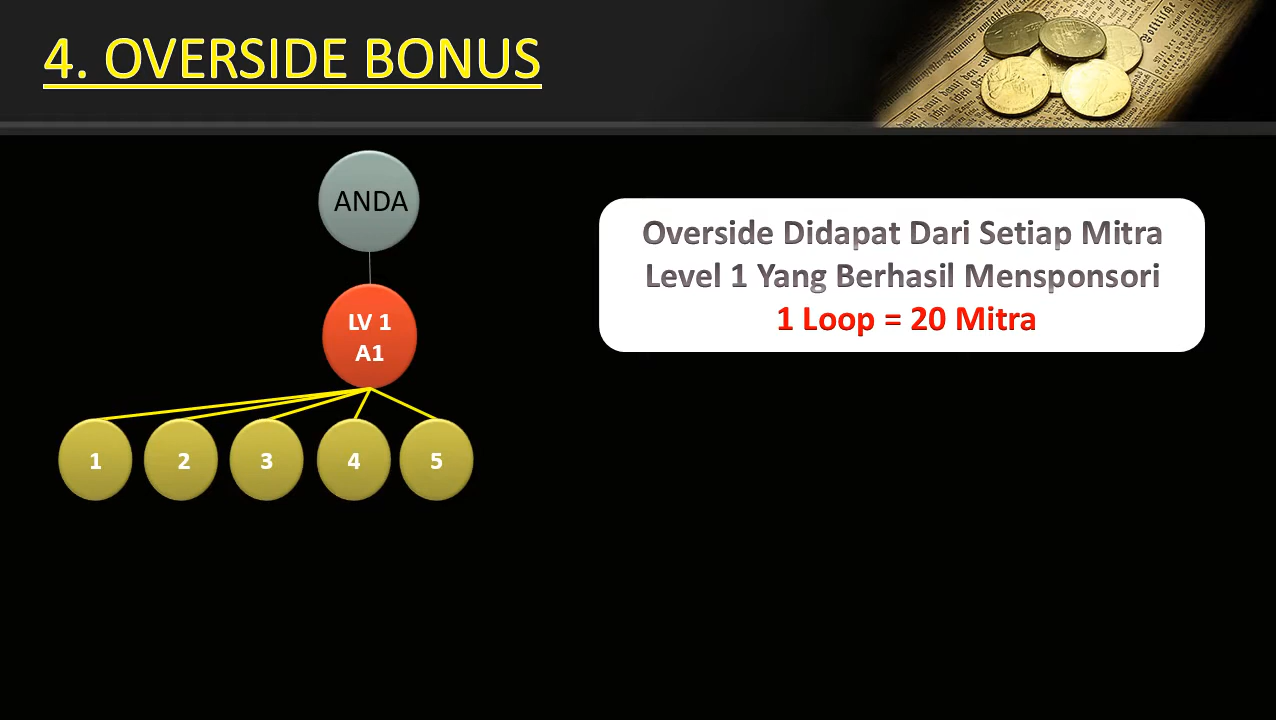 4. OVERSIDE BONUS
ANDA
LV 1
A1
1 2 3 4 5
Overside Didapat Dari Setiap Mitra
Level 1 Yang Berhasil Mensponsori
1 Loop = 20 Mitra